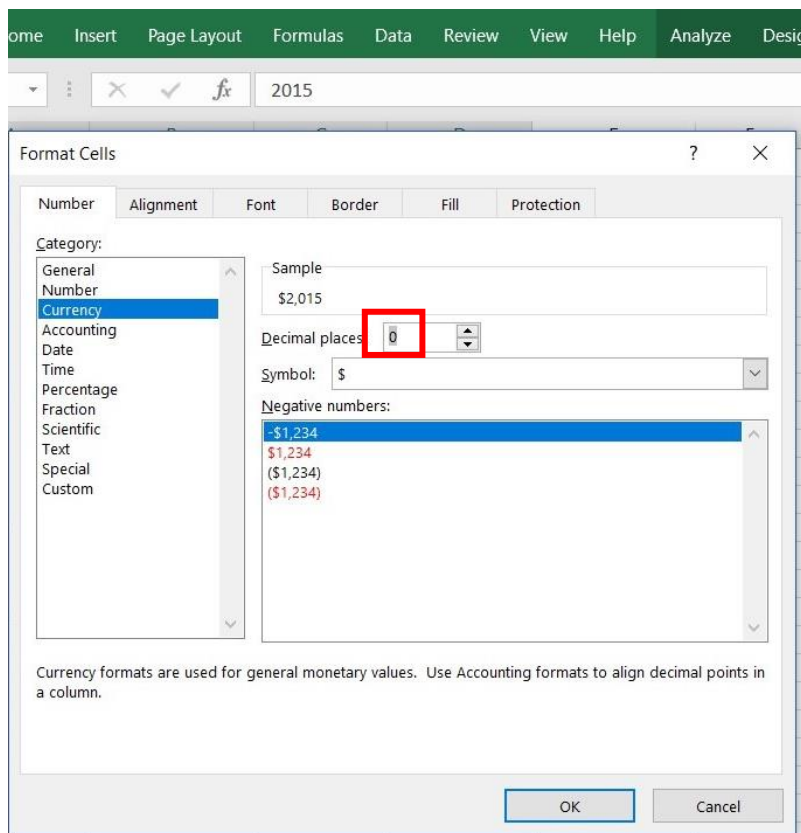 ome Insert Page Layout Formulas Data Review View Help Analyze Desig
fx 2015
Format Cells ?
Number Alignment Font Border Fill Protection
Category:
General
Number
Currency
Accounting
Date
Time
Percentage
Fraction
Scientific
Text
Special
Custom
Sample
$2,015
Decimal places 0
Symbol: $
Negative numbers:
-$1,234
$1,234
($1,234)
($1,234)
Currency formats are used for general monetary values. Use Accounting formats to align decimal points in
a column.
OK Cancel